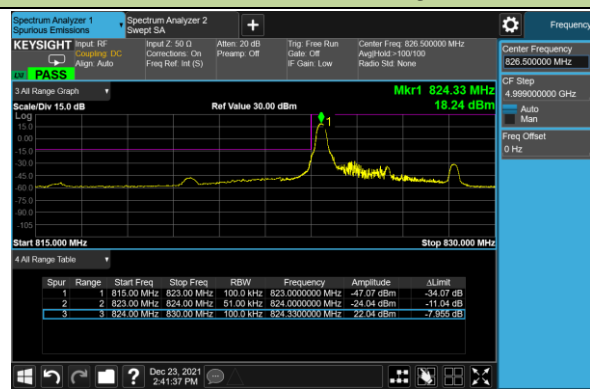 Spectrum Analyzer 1
Spurious Emissions
Spectrum Analyzer 2
Swept SA
+
Frequency
KEYSIGHT
Input: RF
Coupling: DC
Align: Auto
Input Z: 50 Ω
Corrections: On
Freq Ref: Int (S)
Atten: 20 dB
Preamp: Off
Trig: Free Run
Gate: Off
IF Gain: Low
Center Freq: 826.500000 MHz
Avg|Hold:>100/100
Radio Std: None
PASS
Center Frequency
826.500000 MHz
CF Step
4.999000000 GHz
Auto
Man
Freq Offset
0 Hz
3 All Range Graph
Mkr1 824.33 MHz
18.24 dBm
Scale/Div 15.0 dB
Ref Value 30.00 dBm
Log
15.0
0.00
-15.0
-30.0
-45.0
-60.0
-75.0
-90.0
-105
1
Start 815.000 MHz
Stop 830.000 MHz
4 All Range Table
Spur Range Start Freq Stop Freq RBW Frequency Amplitude ΔLimit
1 1 815.00 MHz 823.00 MHz 100.0 kHz 823.0000000 MHz -47.07 dBm -34.07 dB
2 2 823.00 MHz 824.00 MHz 51.00 kHz 824.0000000 MHz -24.04 dBm -11.04 dB
3 3 824.00 MHz 830.00 MHz 100.0 kHz 824.3300000 MHz 22.04 dBm -7.955 dB
?
Dec 23, 2021
2:41:37 PM